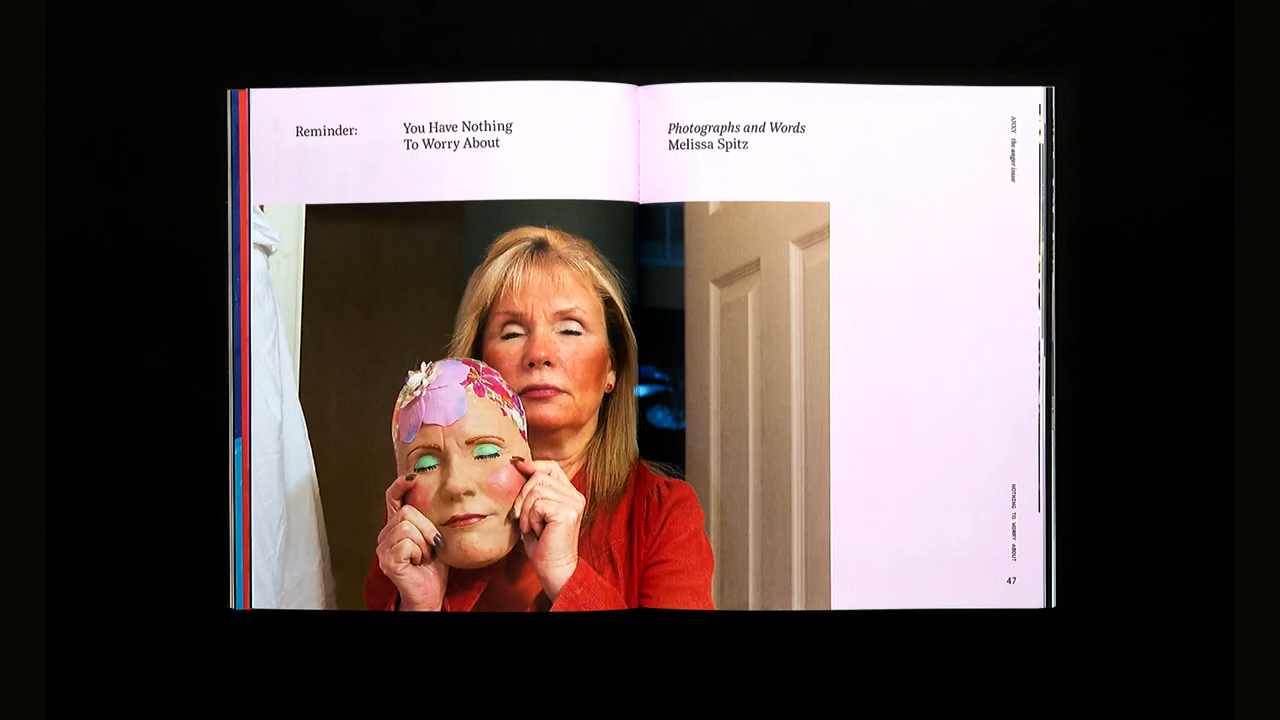 Reminder:
You Have Nothing
To Worry About
Photographs and Words
Melissa Spitz
ANXY the anger issue
NOTHING TO WORRY ABOUT
47